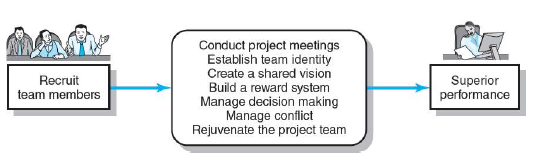 Recruit
team members
Conduct project meetings
Establish team identity
Create a shared vision
Build a reward system
Manage decision making
Manage conflict
Rejuvenate the project team
Superior
performance